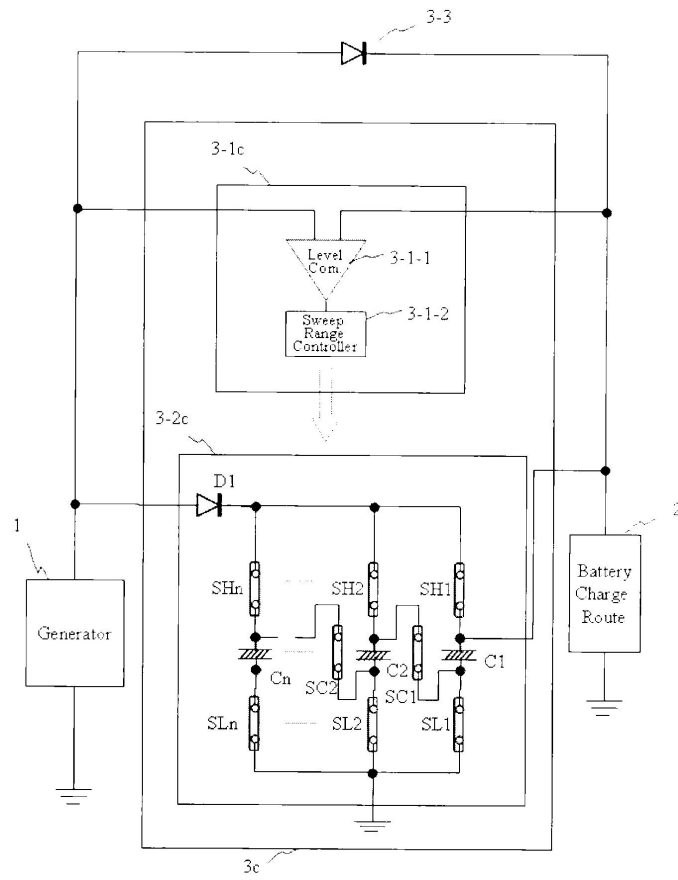 3-3
3-1c
Level
Com.
3-1-1
Sweep
Range
Controller
3-1-2
3-2c
D1
1
2
Generator
Battery
Charge
Route
SHn
SH2
SH1
Cn
SC2
C2
SC1
C1
SLn
SL2
SL1
3c